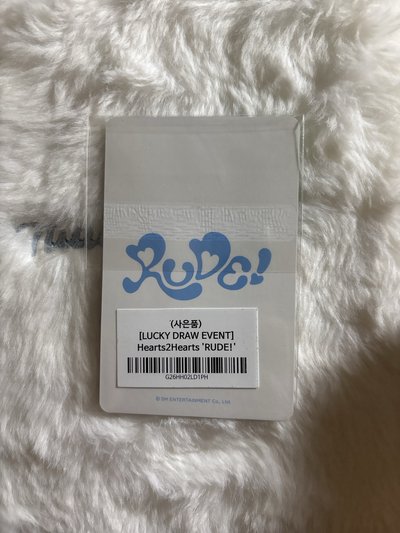 RUDE!
(사은품)
[LUCKY DRAW EVENT]
Hearts2Hearts 'RUDE!'
G26HH02LD1PH
© SM ENTERTAINMENT Co., Ltd.